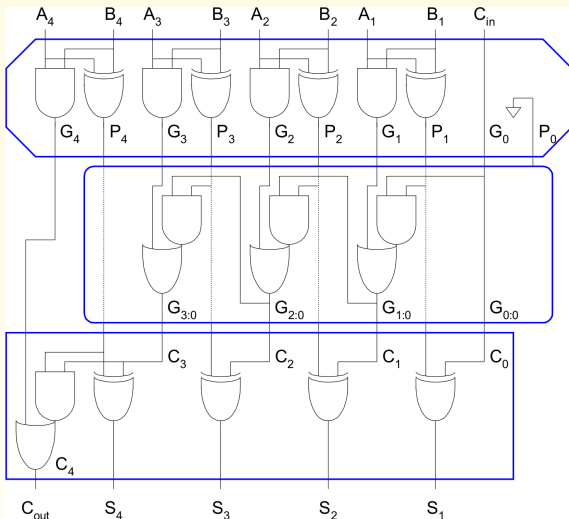 A4 B4 A3 B3 A2 B2 A1 B1 Cin
G4 P4 G3 P3 G2 P2 G1 P1 G0 P0
G3:0 G2:0 G1:0 G0:0
C3 C2 C1 C0
C4
Cout S4 S3 S2 S1